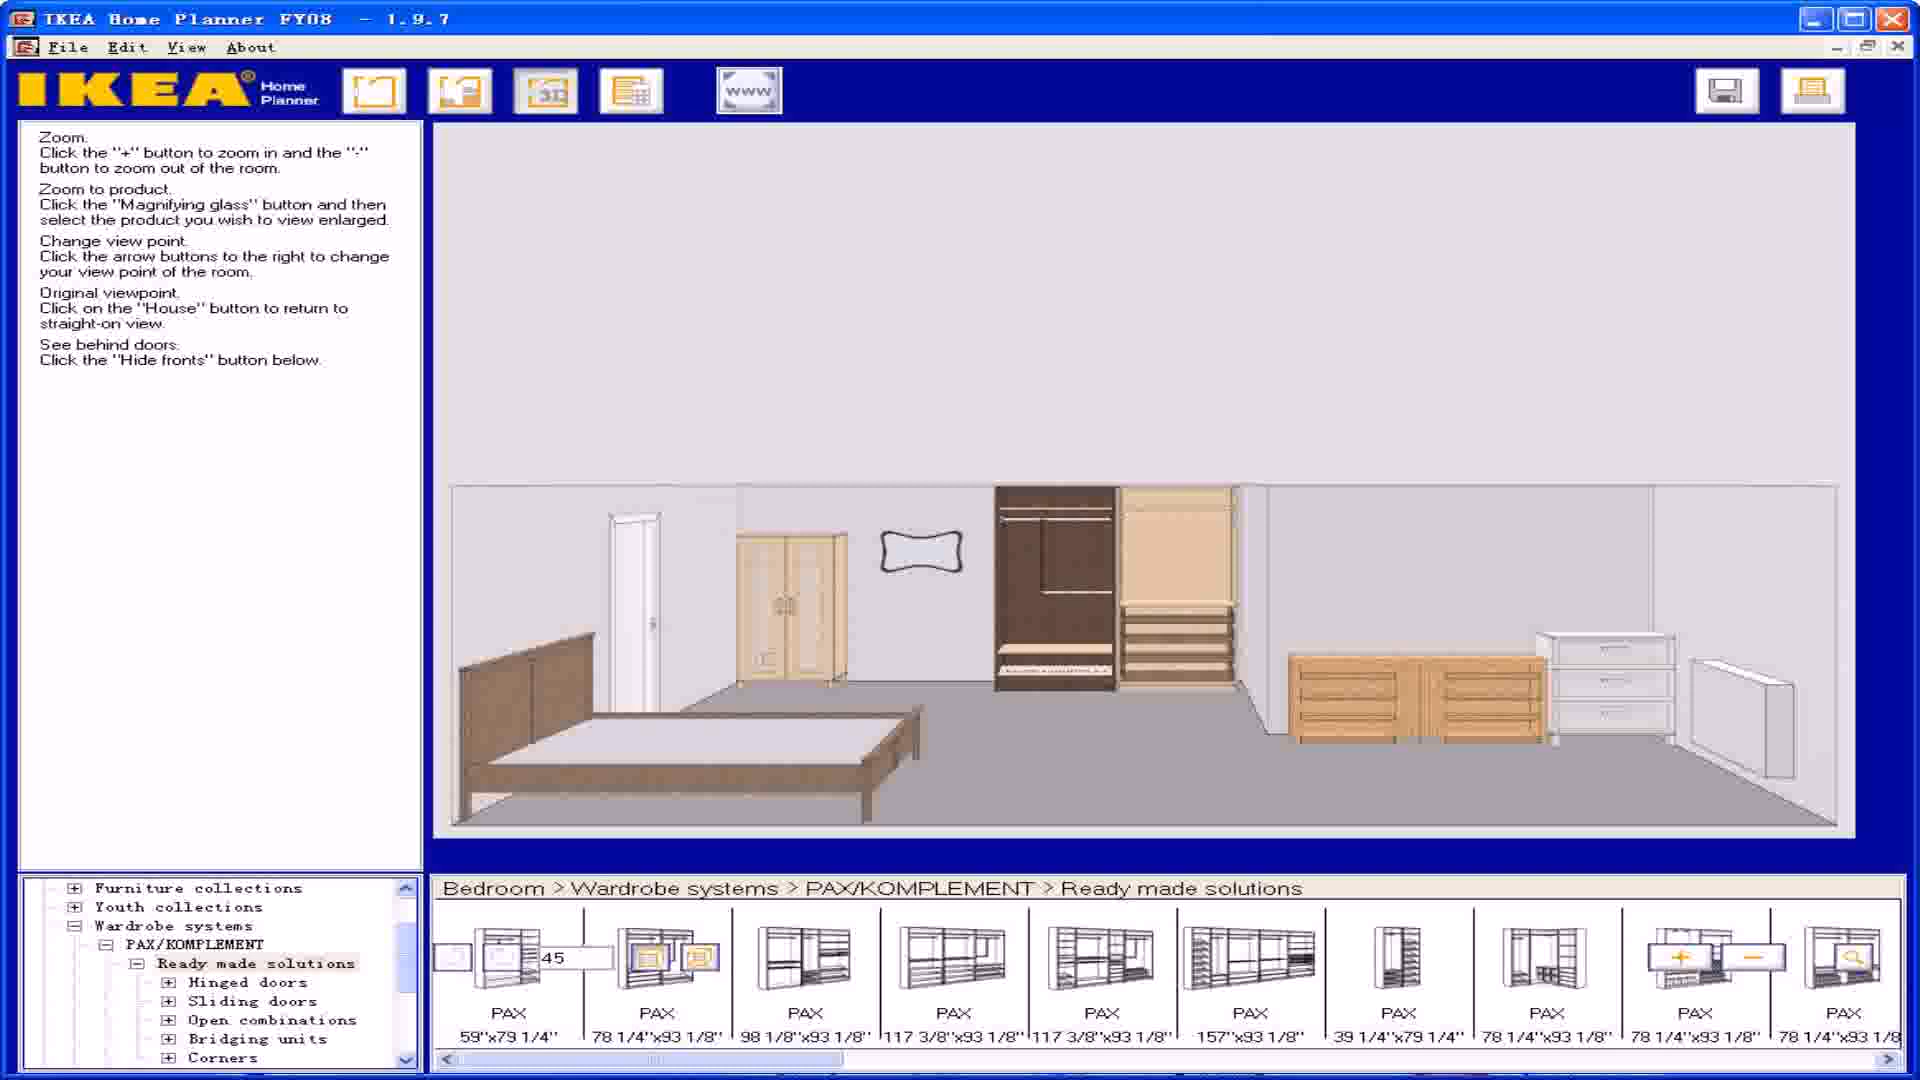 IKEA Home Planner FY08 - 1.9.7
File Edit View About
IKEA® Home Planner
3D
WWW
Zoom.
Click the "+" button to zoom in and the "-"
button to zoom out of the room.
Zoom to product.
Click the "Magnifying glass" button and then
select the product you wish to view enlarged.
Change view point.
Click the arrow buttons to the right to change
your view point of the room.
Original viewpoint.
Click on the "House" button to return to
straight-on view.
See behind doors.
Click the "Hide fronts" button below.
Furniture collections
Youth collections
Wardrobe systems
PAX/KOMPLEMENT
Ready made solutions
Hinged doors
Sliding doors
Open combinations
Bridging units
Corners
Bedroom > Wardrobe systems > PAX/KOMPLEMENT > Ready made solutions
45
PAX PAX PAX PAX PAX PAX PAX PAX PAX PAX
59"x79 1/4" 78 1/4"x93 1/8" 98 1/8"x93 1/8" 117 3/8"x93 1/8" 117 3/8"x93 1/8" 157"x93 1/8" 39 1/4"x79 1/4" 78 1/4"x93 1/8" 78 1/4"x93 1/8" 78 1/4"x93 1/8